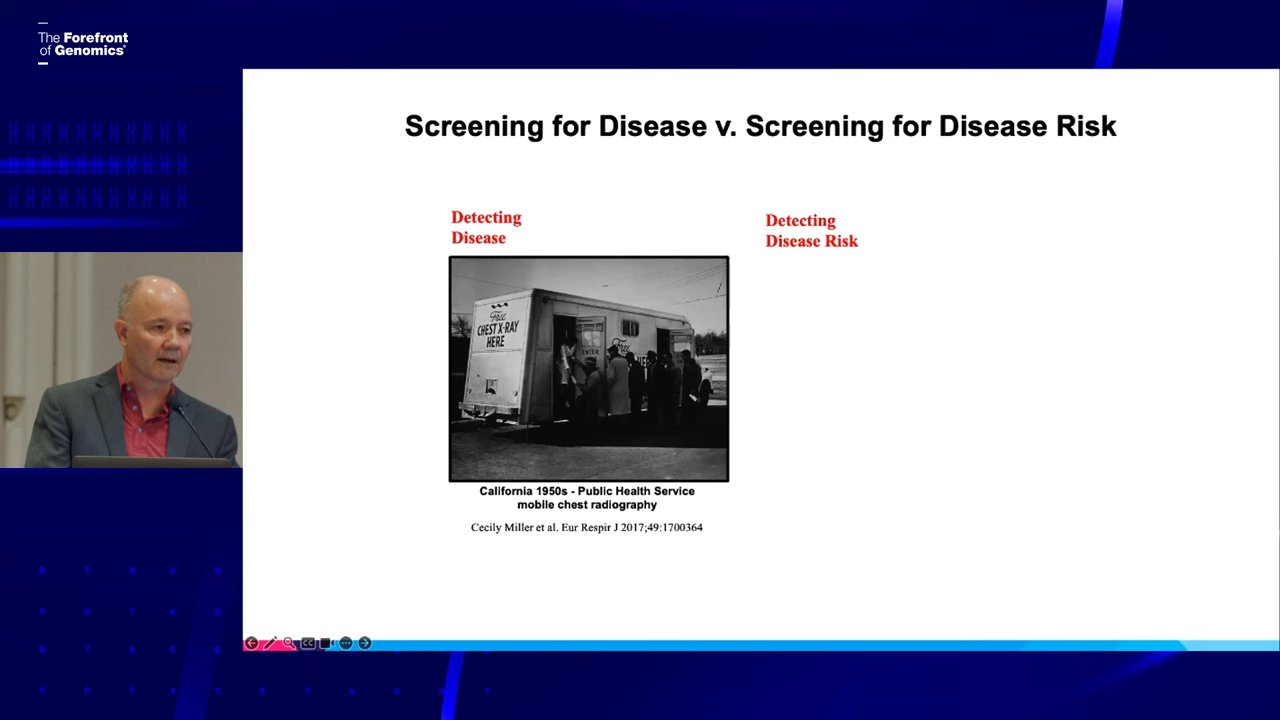 The Forefront
of Genomics®
Screening for Disease v. Screening for Disease Risk
Detecting
Disease
Detecting
Disease Risk
Free
CHEST X-RAY
HERE
ENTER
Free
California 1950s - Public Health Service
mobile chest radiography
Cecily Miller et al. Eur Respir J 2017;49:1700364
CC